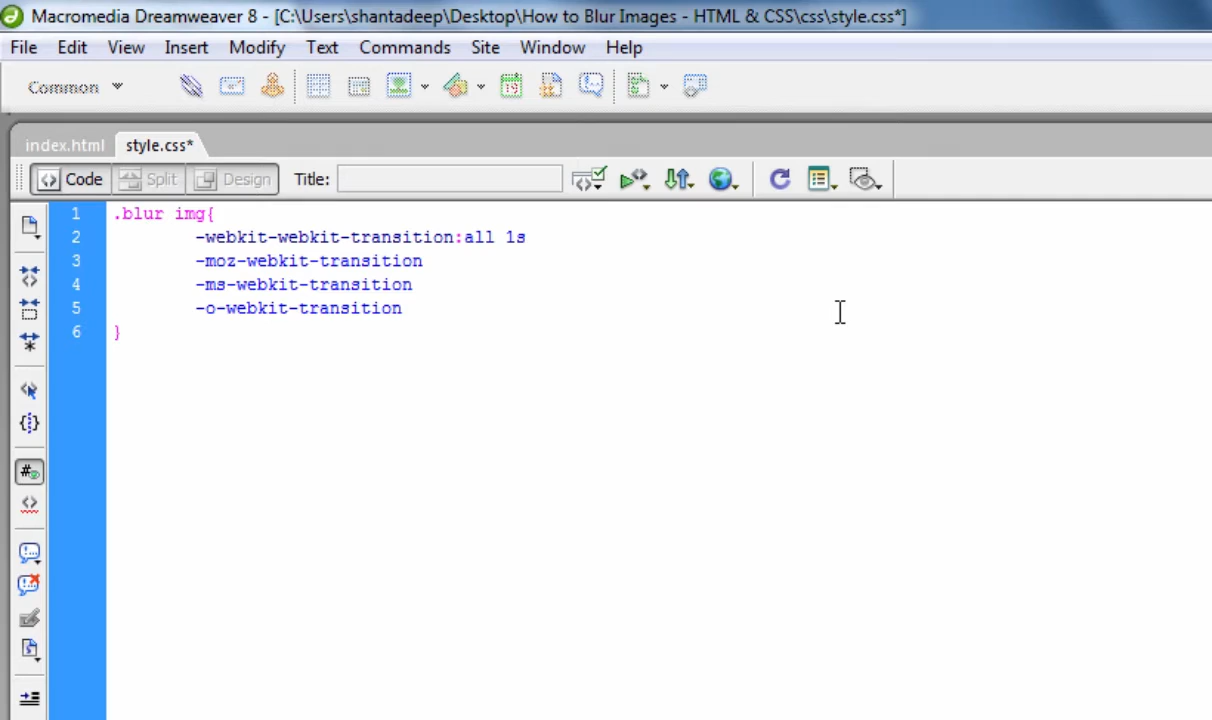 Macromedia Dreamweaver 8 - [C:\Users\shantadeep\Desktop\How to Blur Images - HTML & CSS\css\style.css*]
File Edit View Insert Modify Text Commands Site Window Help
Common
19
index.html style.css*
Code Split Design Title:
1 .blur img{
2 -webkit-webkit-transition:all 1s
3 -moz-webkit-transition
4 -ms-webkit-transition
5 -o-webkit-transition
6 }